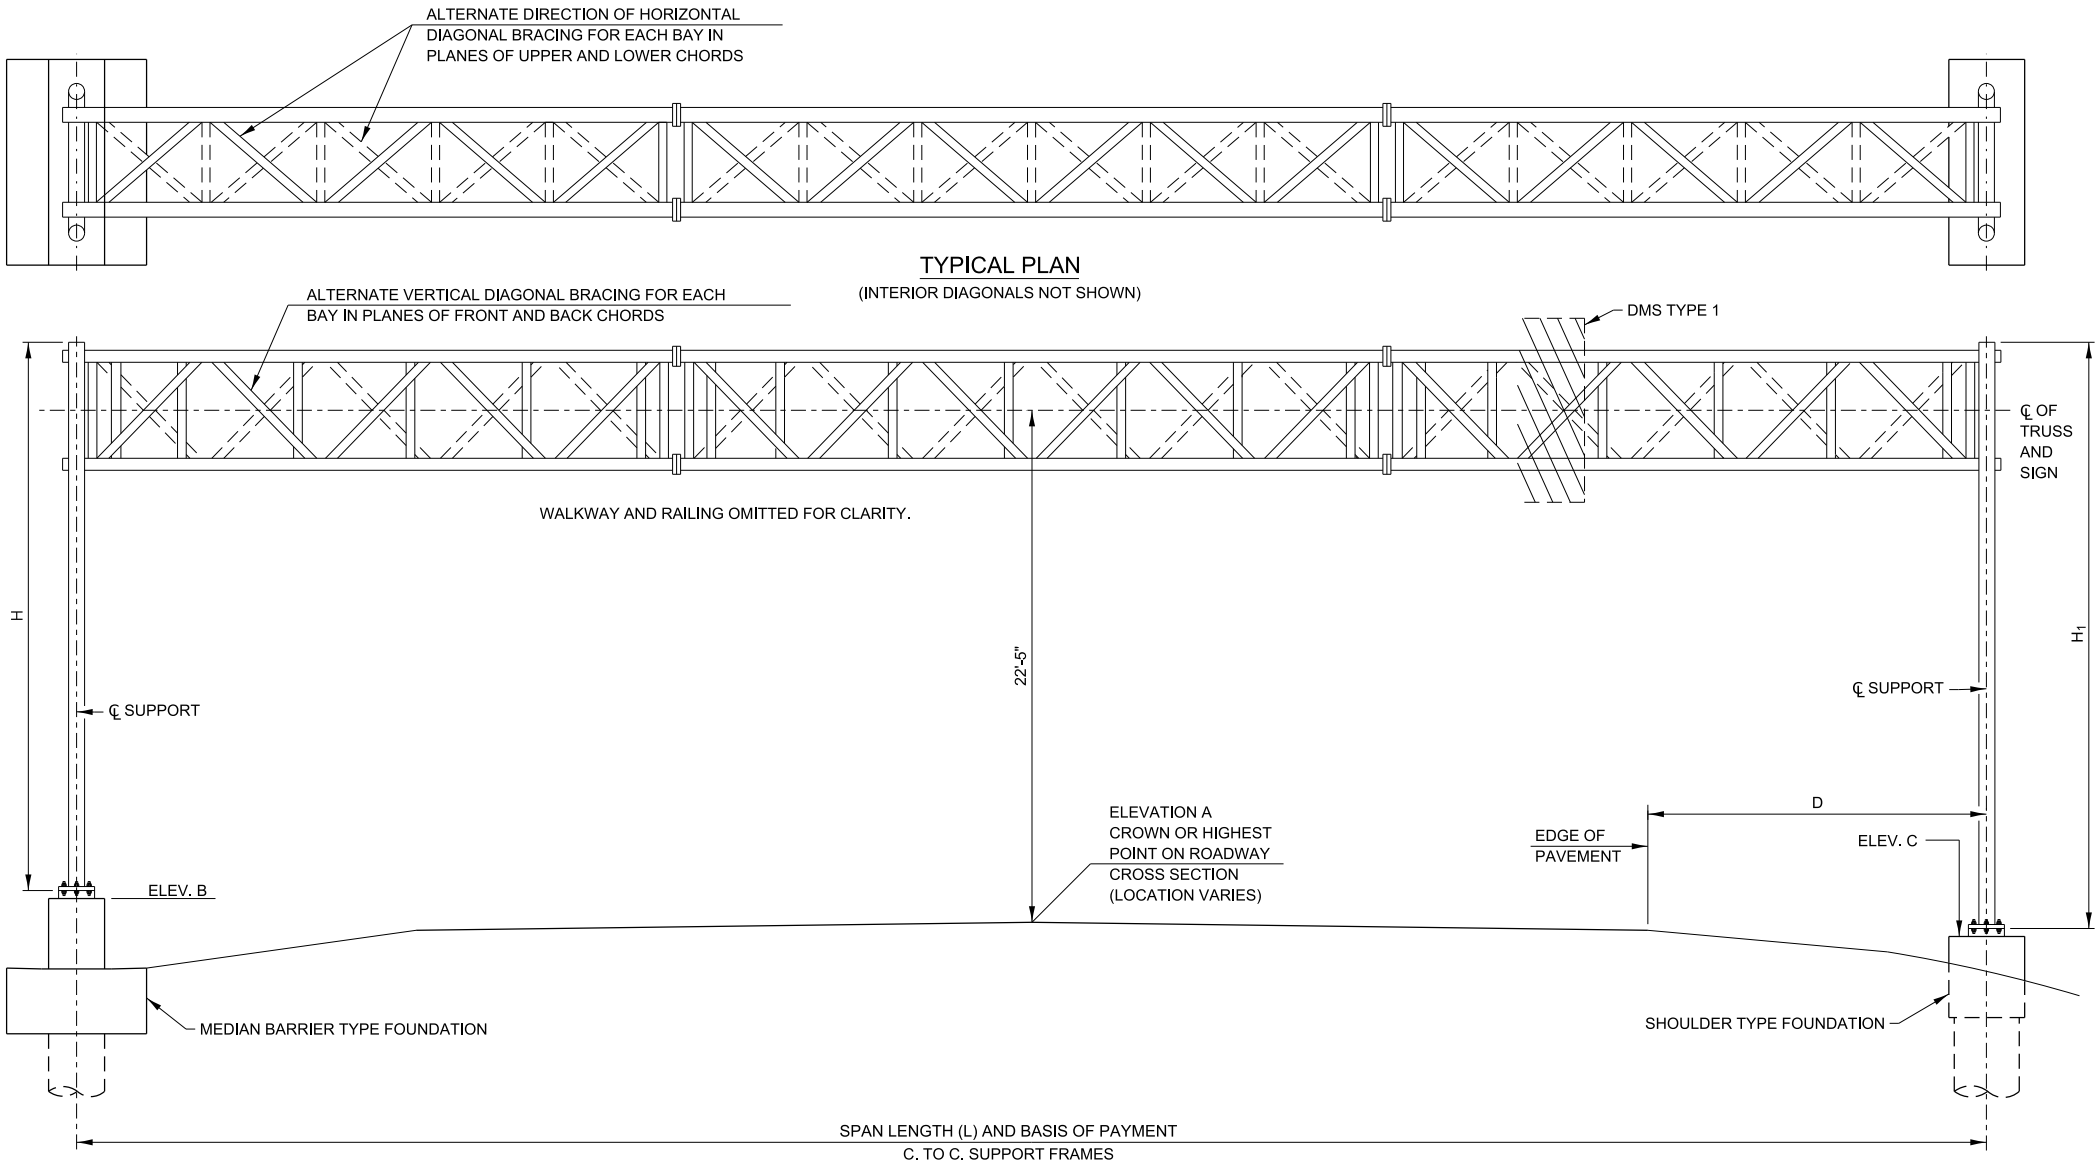 ALTERNATE DIRECTION OF HORIZONTAL
DIAGONAL BRACING FOR EACH BAY IN
PLANES OF UPPER AND LOWER CHORDS
TYPICAL PLAN
(INTERIOR DIAGONALS NOT SHOWN)
ALTERNATE VERTICAL DIAGONAL BRACING FOR EACH
BAY IN PLANES OF FRONT AND BACK CHORDS
DMS TYPE 1
℄ OF
TRUSS
AND
SIGN
WALKWAY AND RAILING OMITTED FOR CLARITY.
H
22'-5"
H1
℄ SUPPORT
℄ SUPPORT
ELEVATION A
CROWN OR HIGHEST
POINT ON ROADWAY
CROSS SECTION
(LOCATION VARIES)
D
EDGE OF
PAVEMENT
ELEV. C
ELEV. B
MEDIAN BARRIER TYPE FOUNDATION
SHOULDER TYPE FOUNDATION
SPAN LENGTH (L) AND BASIS OF PAYMENT
C. TO C. SUPPORT FRAMES